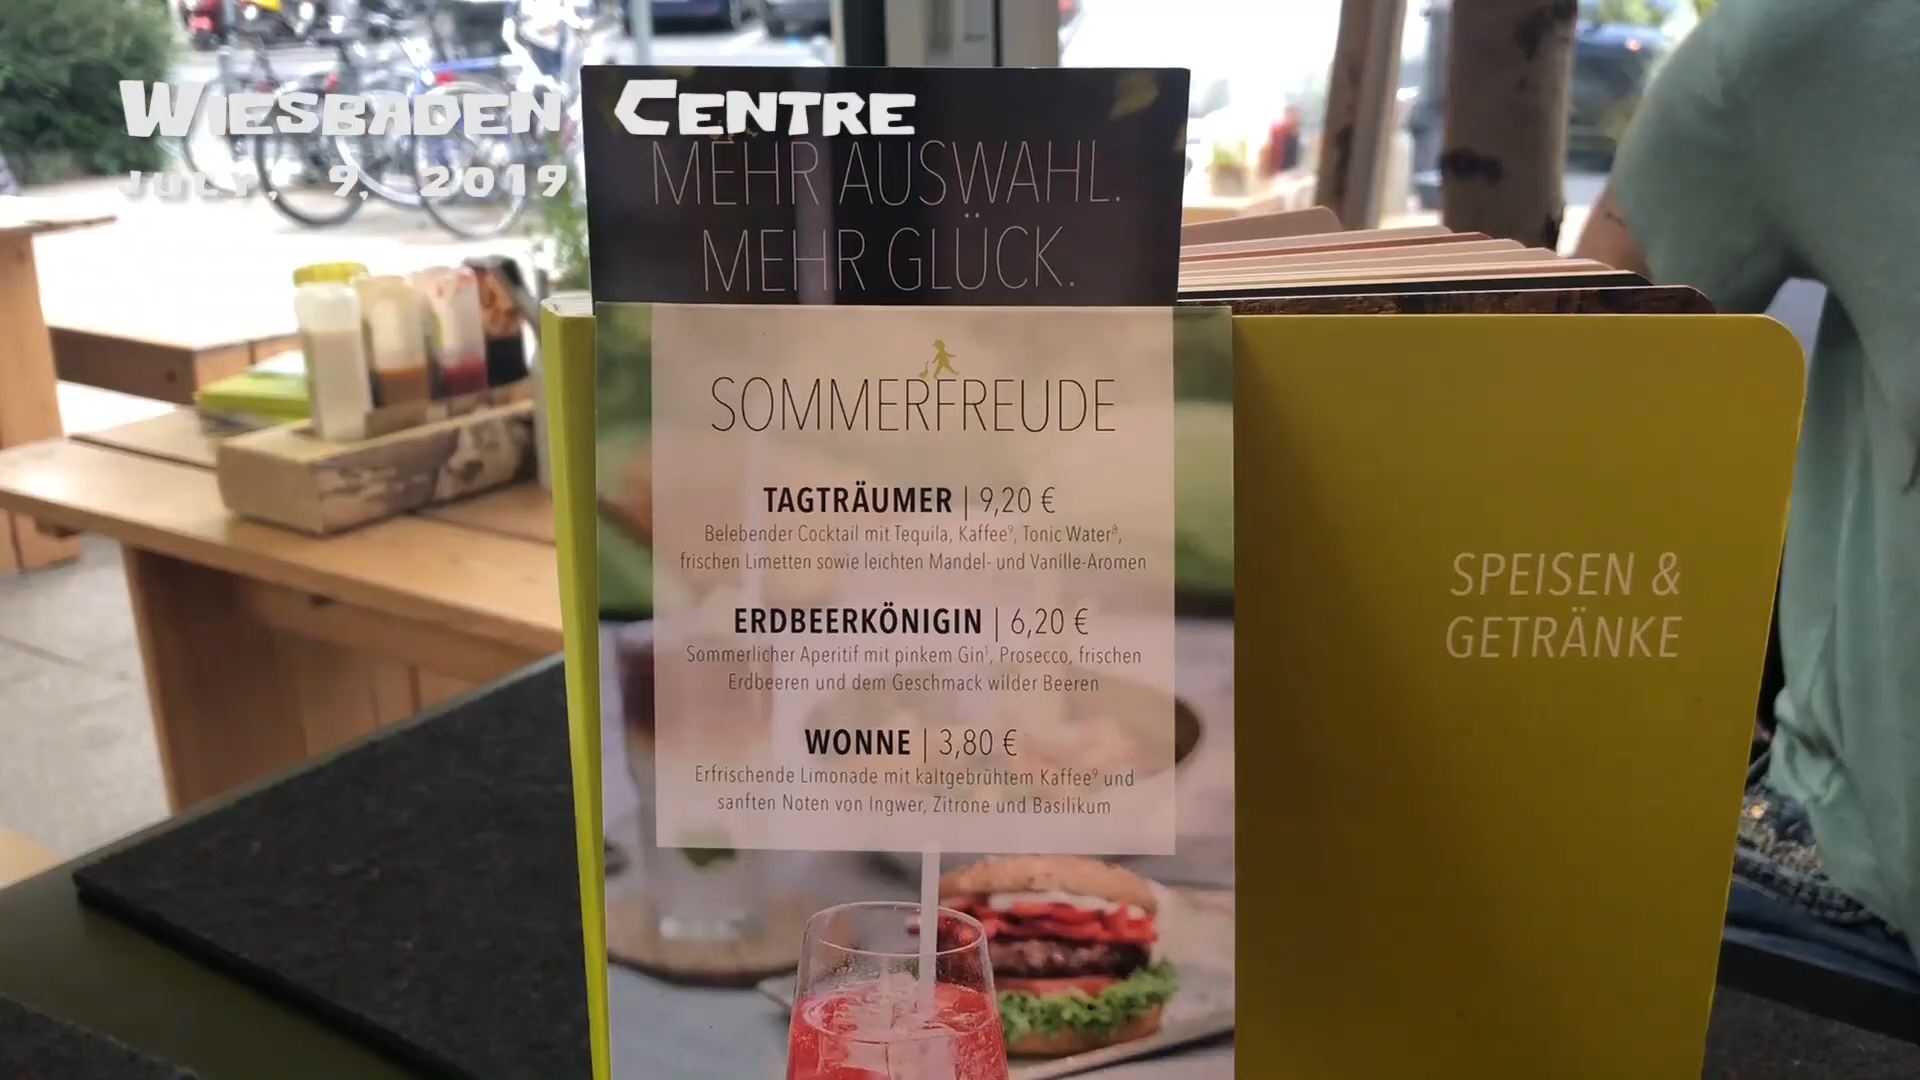 Wiesbaden Centre
July, 9, 2019
MEHR AUSWAHL.
MEHR GLÜCK.
SOMMERFREUDE
TAGTRÄUMER | 9,20 €
Belebender Cocktail mit Tequila, Kaffee⁹, Tonic Water⁸,
frischen Limetten sowie leichten Mandel- und Vanille-Aromen
ERDBEERKÖNIGIN | 6,20 €
Sommerlicher Aperitif mit pinkem Gin¹, Prosecco, frischen
Erdbeeren und dem Geschmack wilder Beeren
WONNE | 3,80 €
Erfrischende Limonade mit kaltgebrühtem Kaffee⁹ und
sanften Noten von Ingwer, Zitrone und Basilikum
SPEISEN &
GETRÄNKE